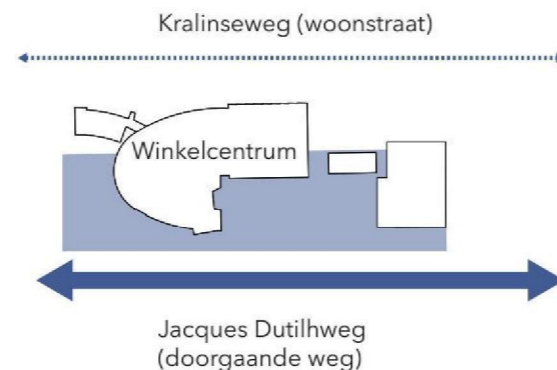 Kralinseweg (woonstraat)
Winkelcentrum
Jacques Dutilhweg
(doorgaande weg)